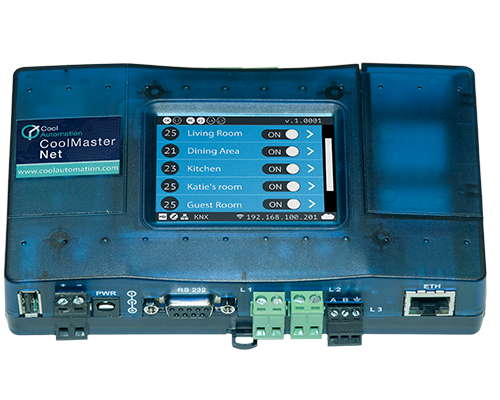 Cool
Automation
CoolMaster
Net
www.coolautomation.com
v.1.0001
25 Living Room ON >
21 Dining Area ON >
23 Kitchen ON >
25 Katie's room ON >
25 Guest Room ON >
KNX 192.168.100.201
PWR
RS 232
L1
L2
A B
L3
ETH